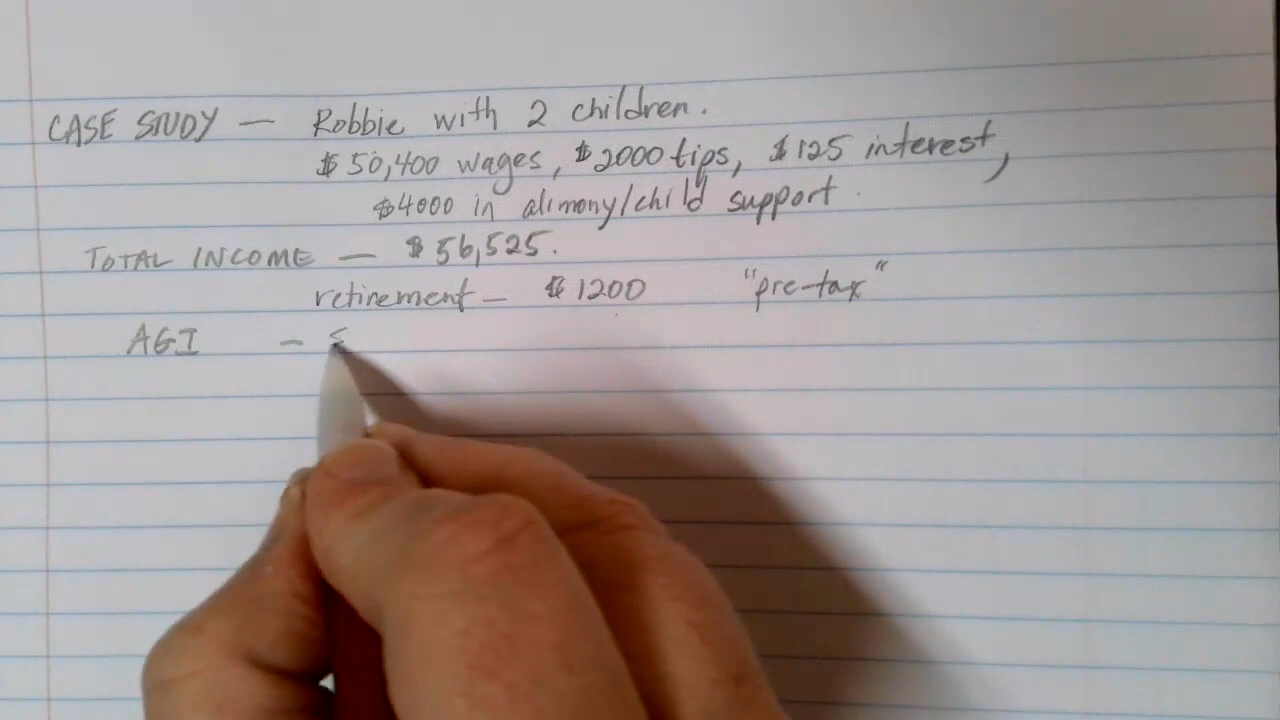 CASE STUDY — Robbie with 2 children.
$50,400 wages, $2000 tips, $125 interest,
$4000 in alimony/child support.
TOTAL INCOME — $56,525.
retirement — $1200 "pre-tax"
AGI –